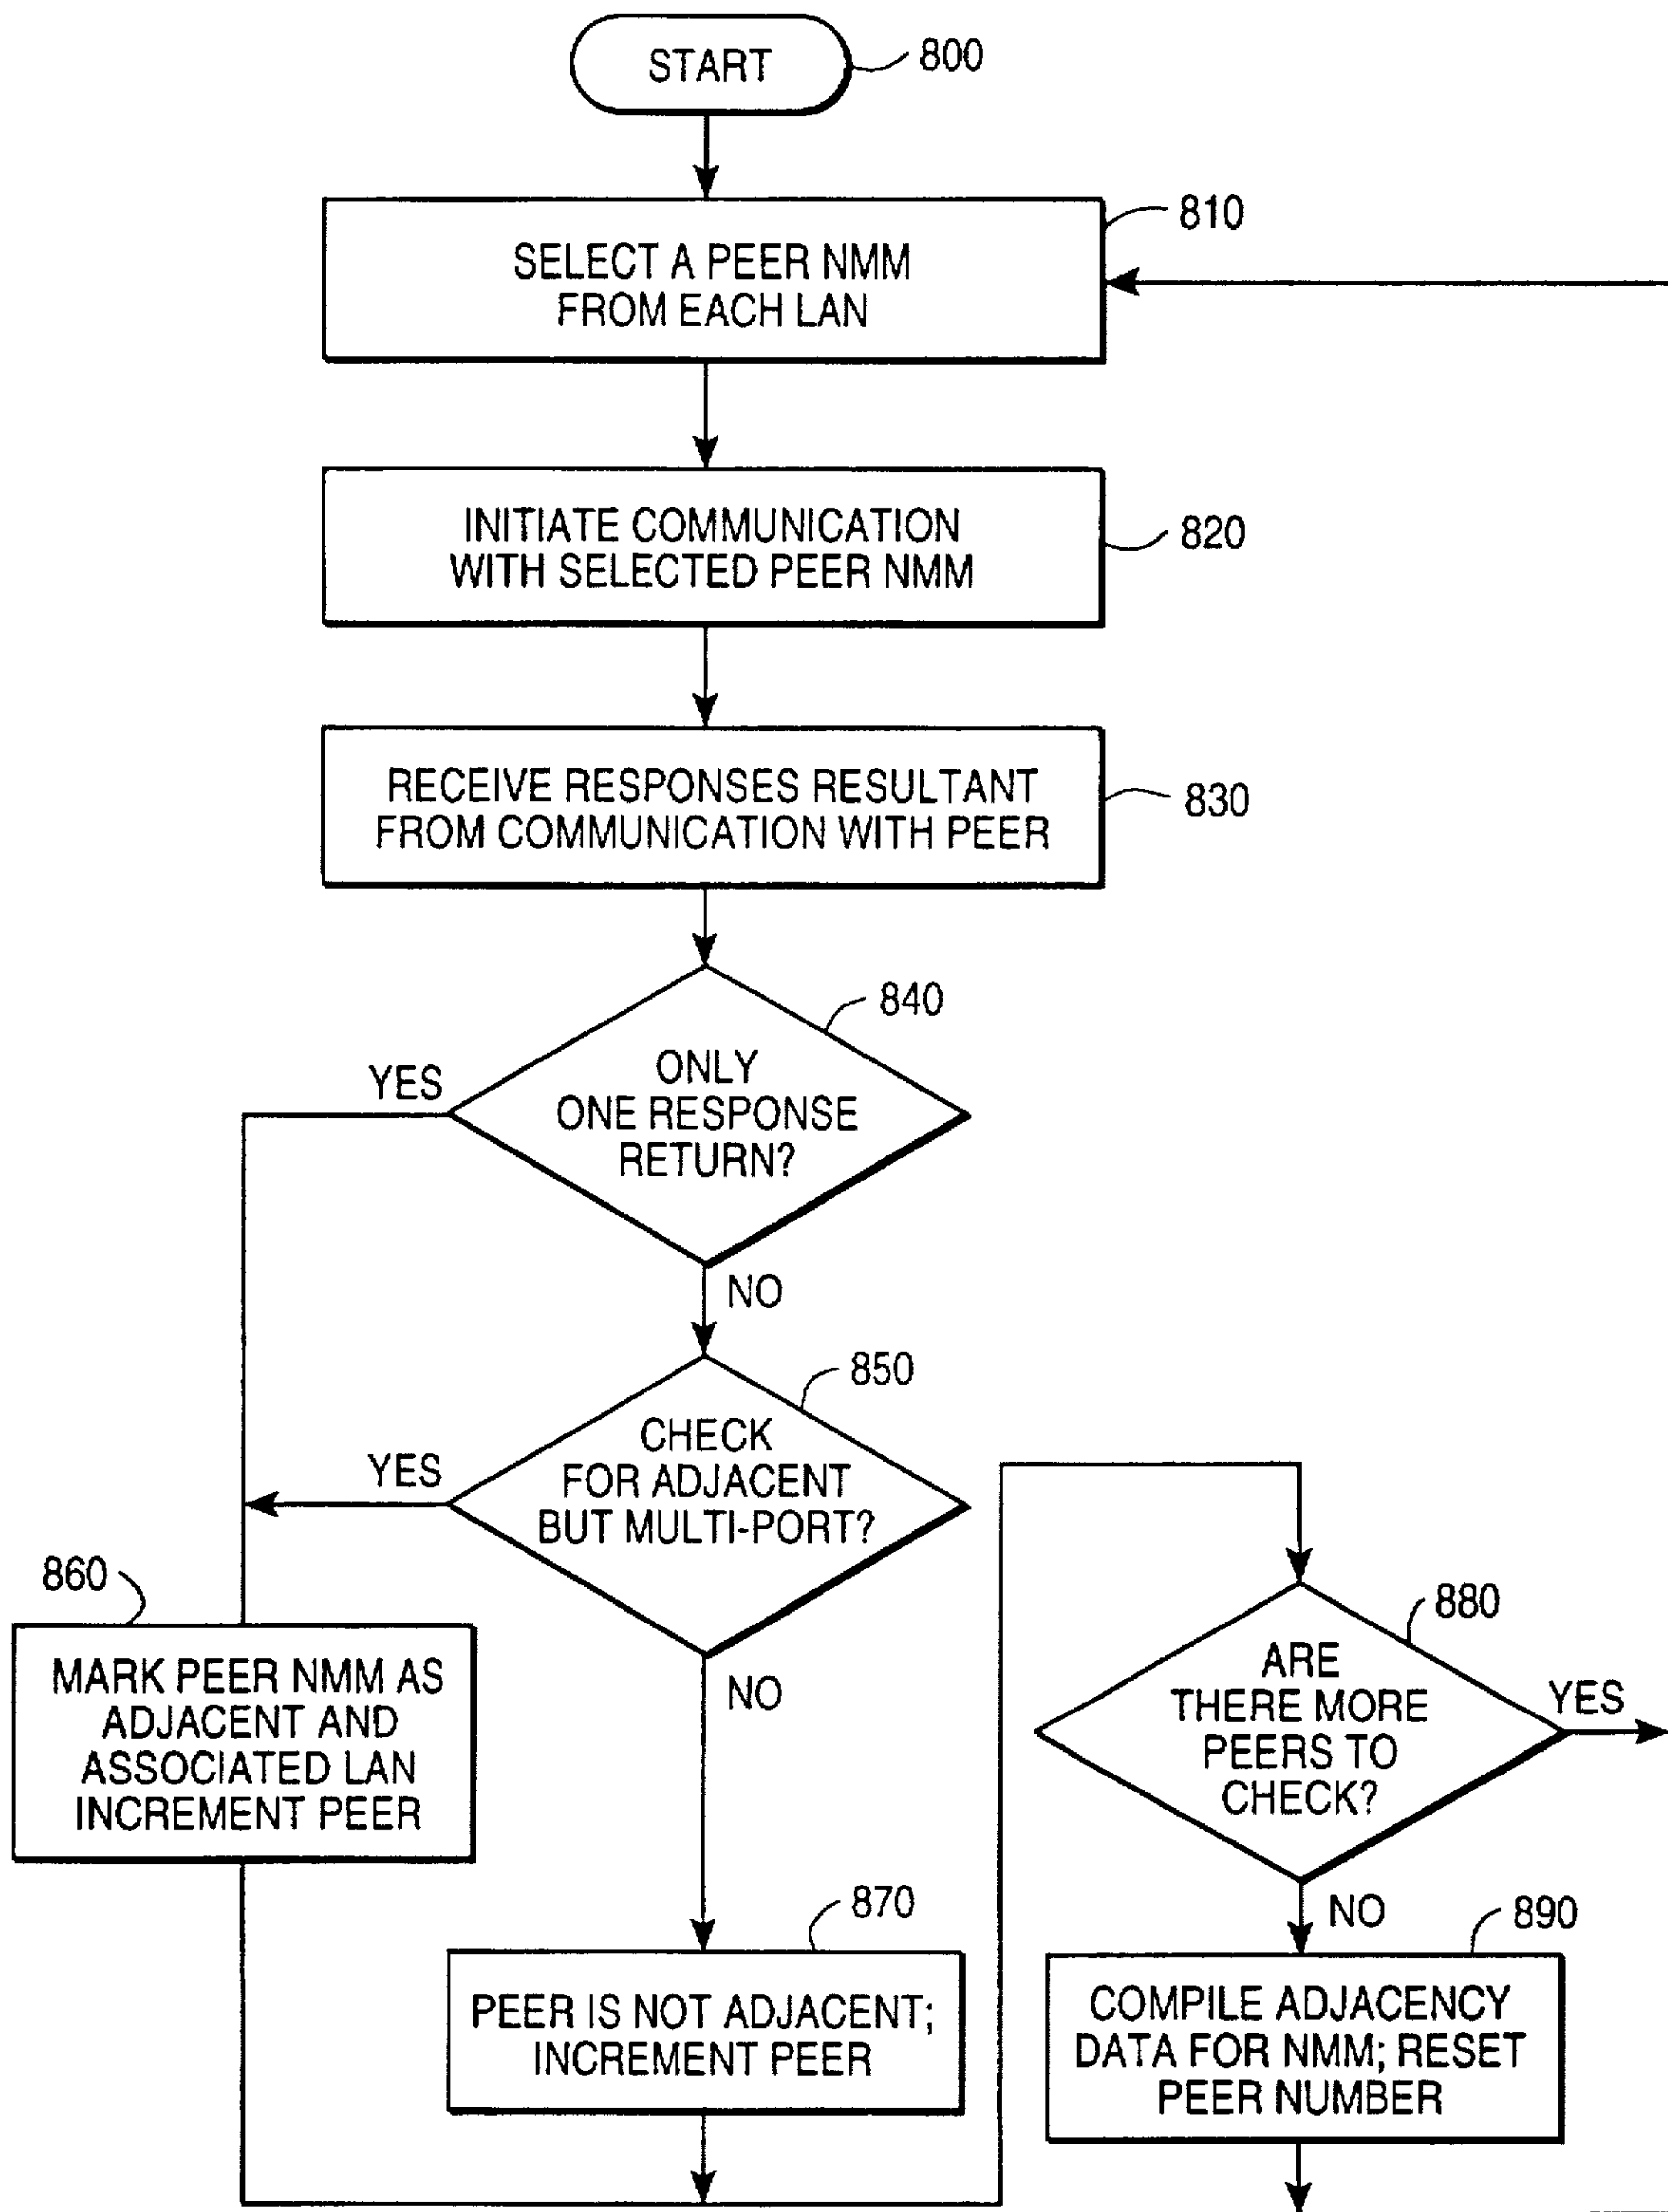 START
800
810
SELECT A PEER NMM
FROM EACH LAN
INITIATE COMMUNICATION
WITH SELECTED PEER NMM
820
RECEIVE RESPONSES RESULTANT
FROM COMMUNICATION WITH PEER
830
840
YES
ONLY
ONE RESPONSE
RETURN?
NO
850
YES
CHECK
FOR ADJACENT
BUT MULTI-PORT?
NO
860
MARK PEER NMM AS
ADJACENT AND
ASSOCIATED LAN
INCREMENT PEER
870
PEER IS NOT ADJACENT;
INCREMENT PEER
880
ARE
THERE MORE
PEERS TO
CHECK?
YES
NO
890
COMPILE ADJACENCY
DATA FOR NMM; RESET
PEER NUMBER